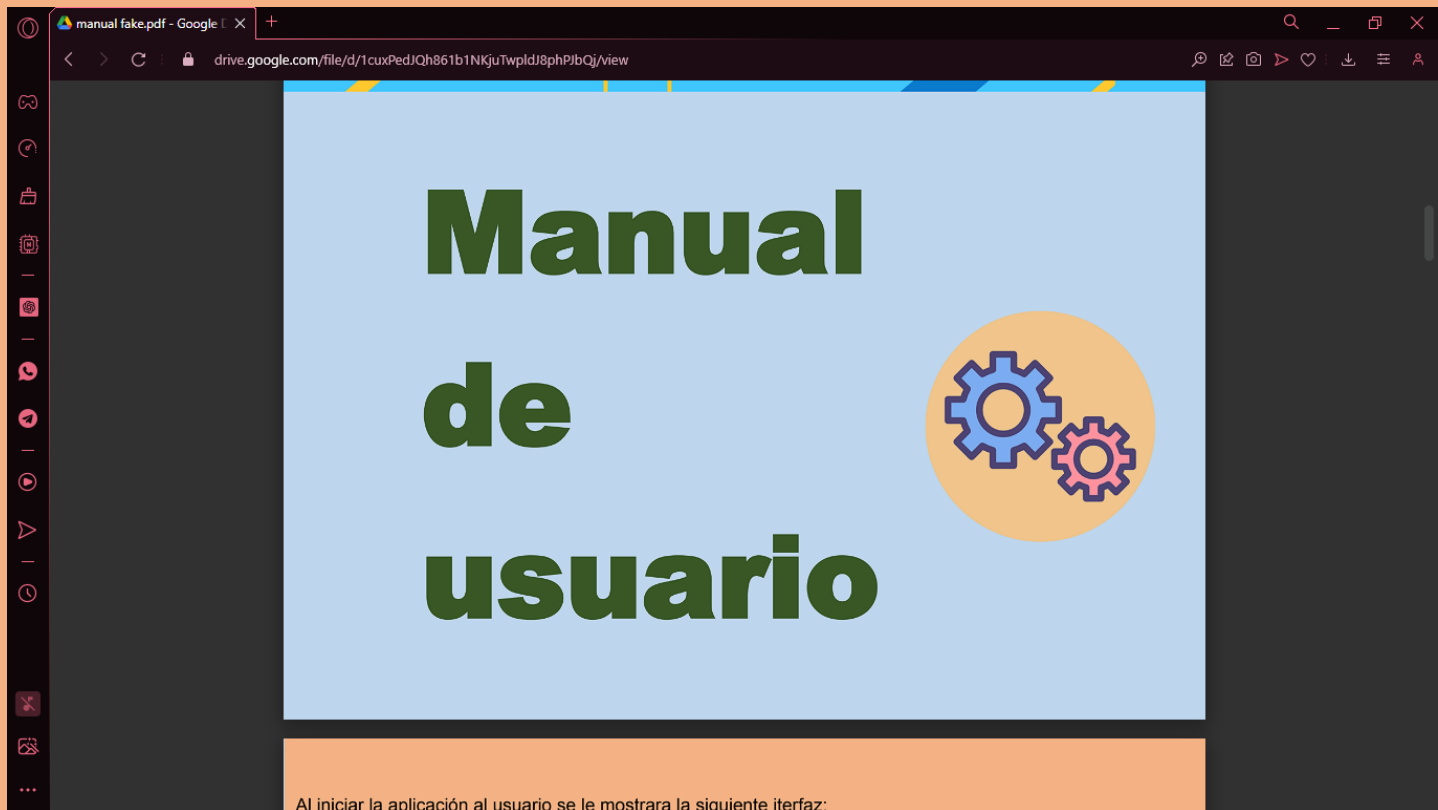 manual fake.pdf - Google D
drive.google.com/file/d/1cuxPedJQh861b1NKjuTwpldJ8phPJbQj/view
Manual
de
usuario
Al iniciar la aplicación al usuario se le mostrara la siguiente iterfaz: